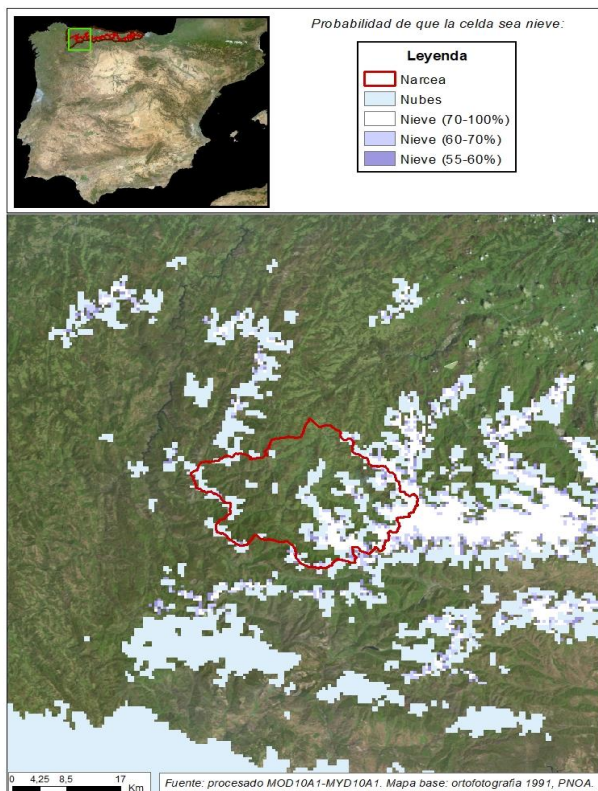 Probabilidad de que la celda sea nieve:
Leyenda
Narcea
Nubes
Nieve (70-100%)
Nieve (60-70%)
Nieve (55-60%)
0 4,25 8,5 17
Km
Fuente: procesado MOD10A1-MYD10A1. Mapa base: ortofotografía 1991, PNOA.